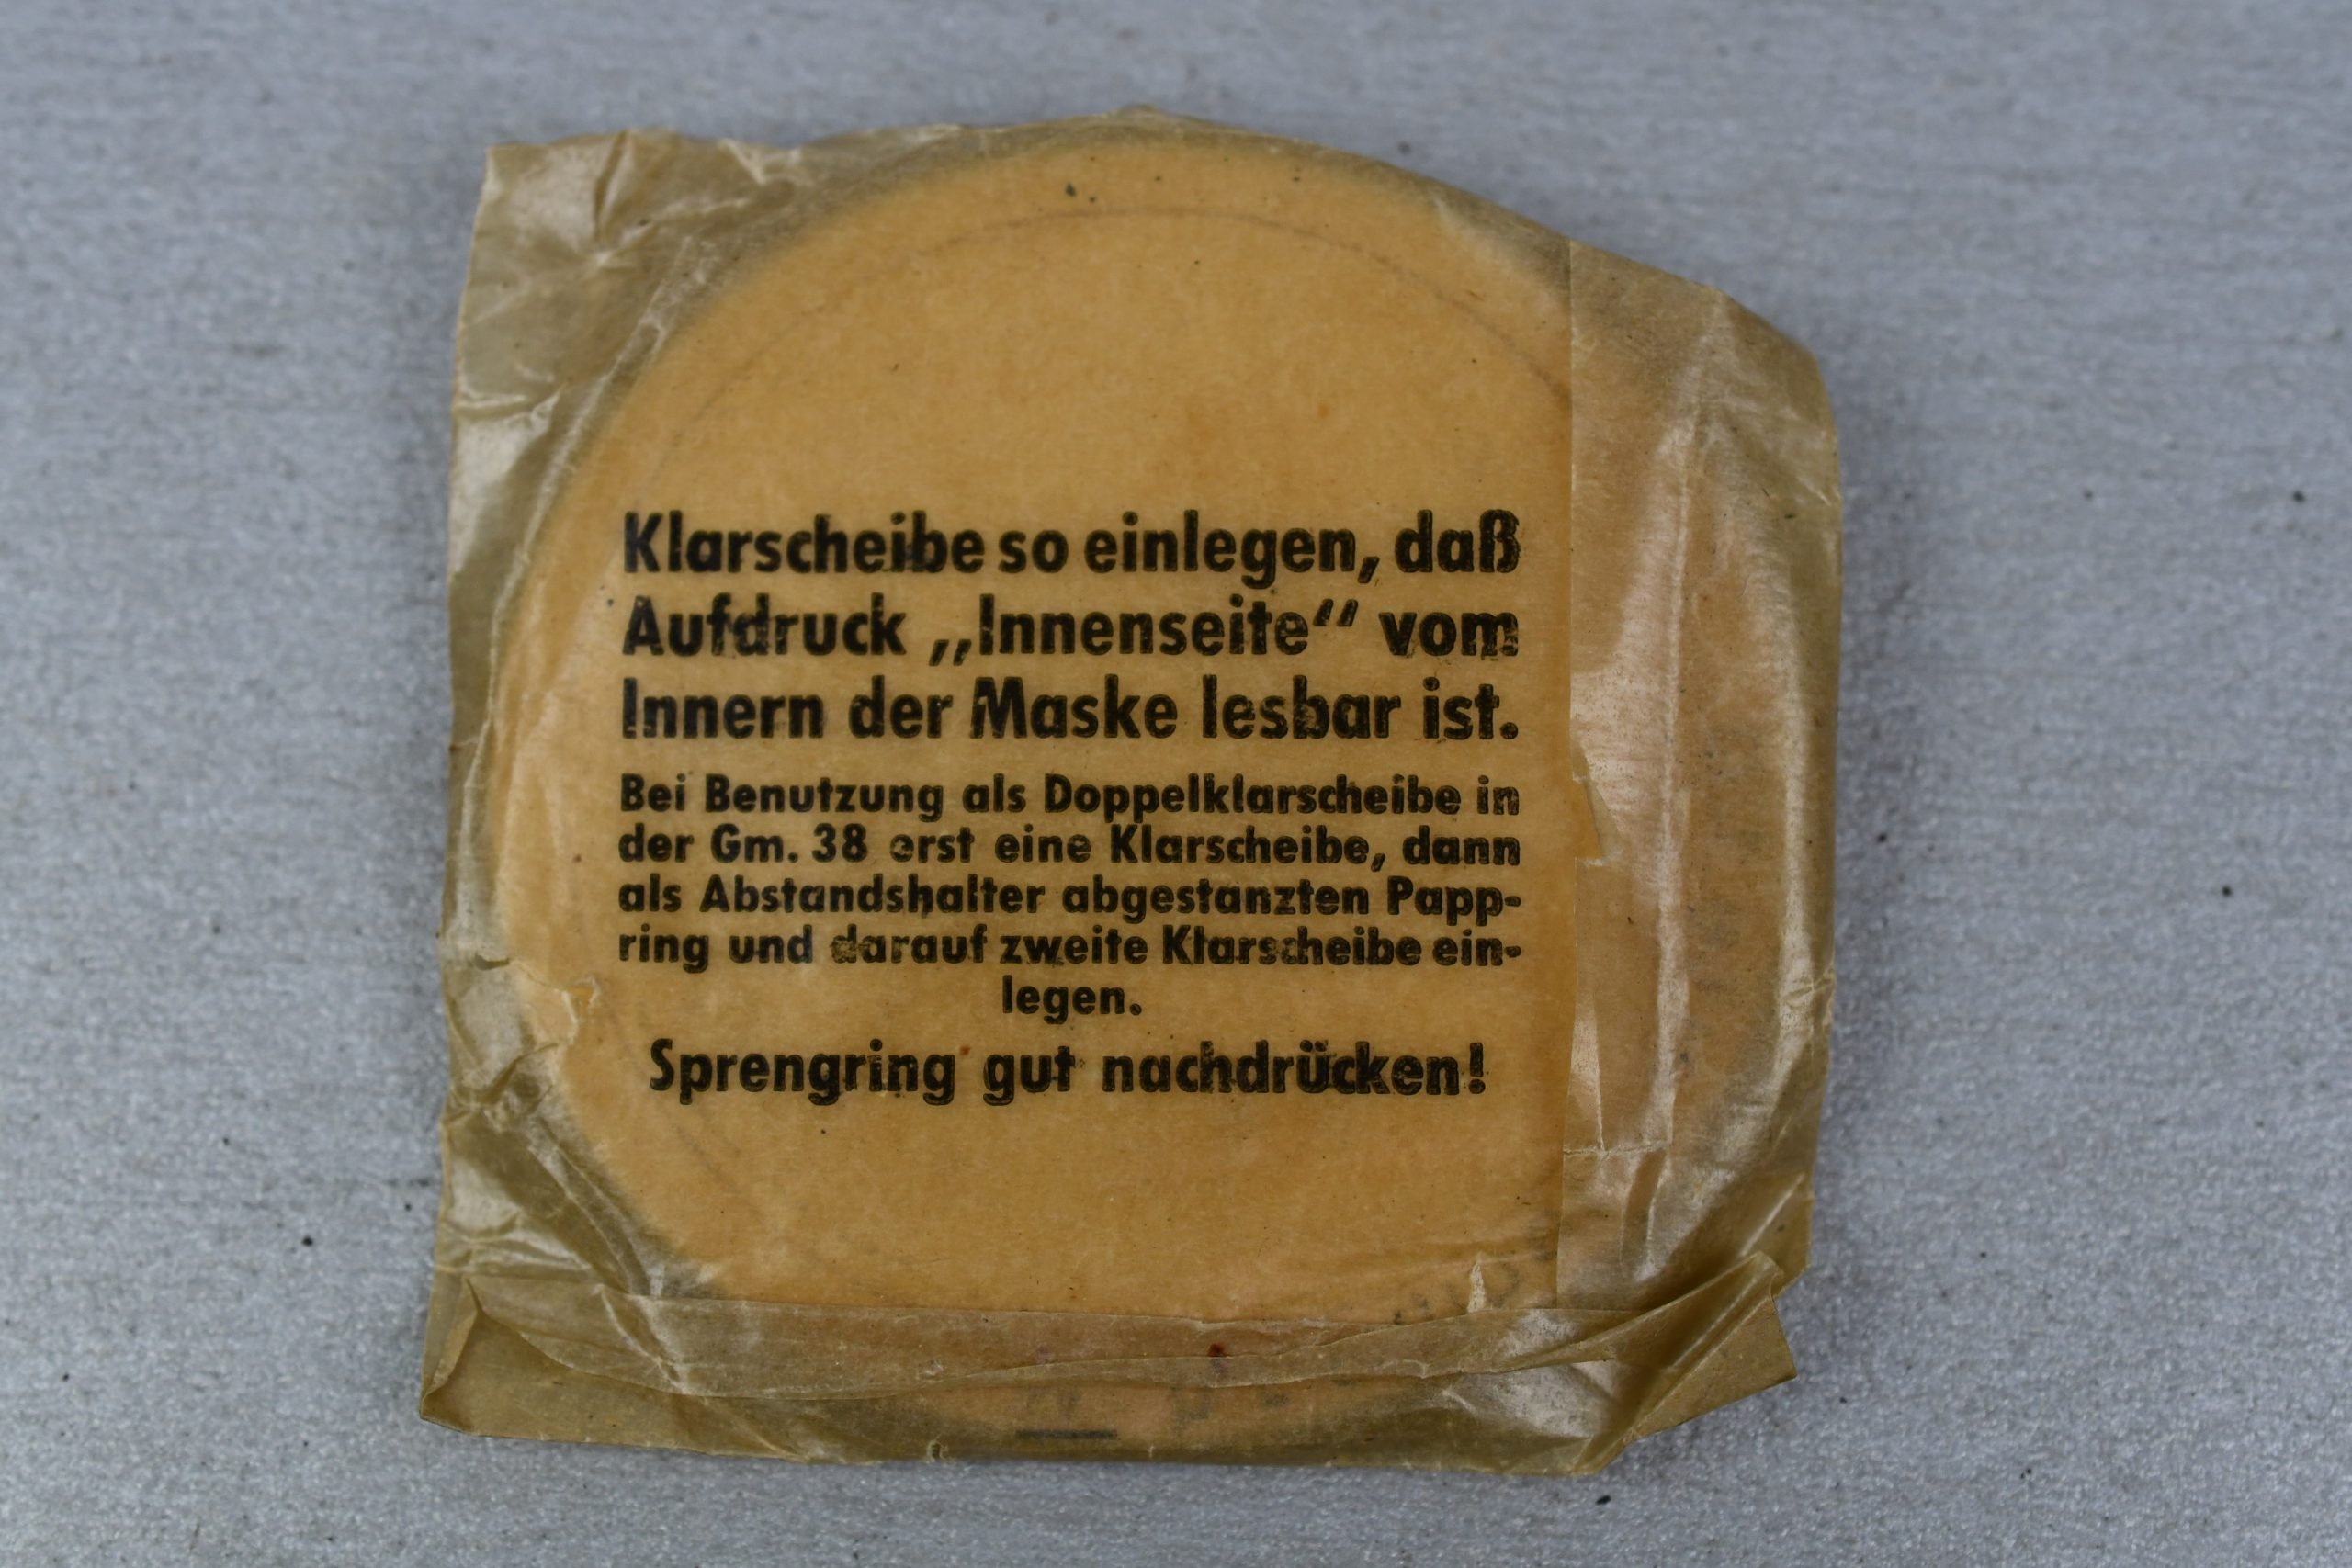 Klarscheibe so einlegen, daß
Aufdruck „Innenseite“ vom
Innern der Maske lesbar ist.
Bei Benutzung als Doppelklarscheibe in
der Gm. 38 erst eine Klarscheibe, dann
als Abstandshalter abgestanzten Papp-
ring und darauf zweite Klarscheibe ein-
legen.
Sprengring gut nachdrücken!